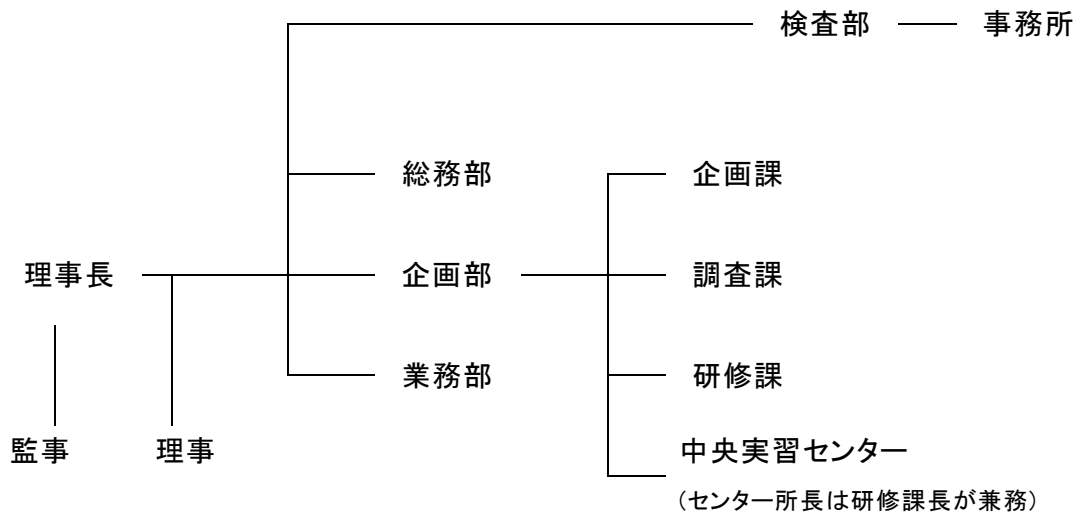 検査部 事務所
総務部 企画課
理事長 企画部 調査課
業務部 研修課
監事 理事 中央実習センター
(センター所長は研修課長が兼務)